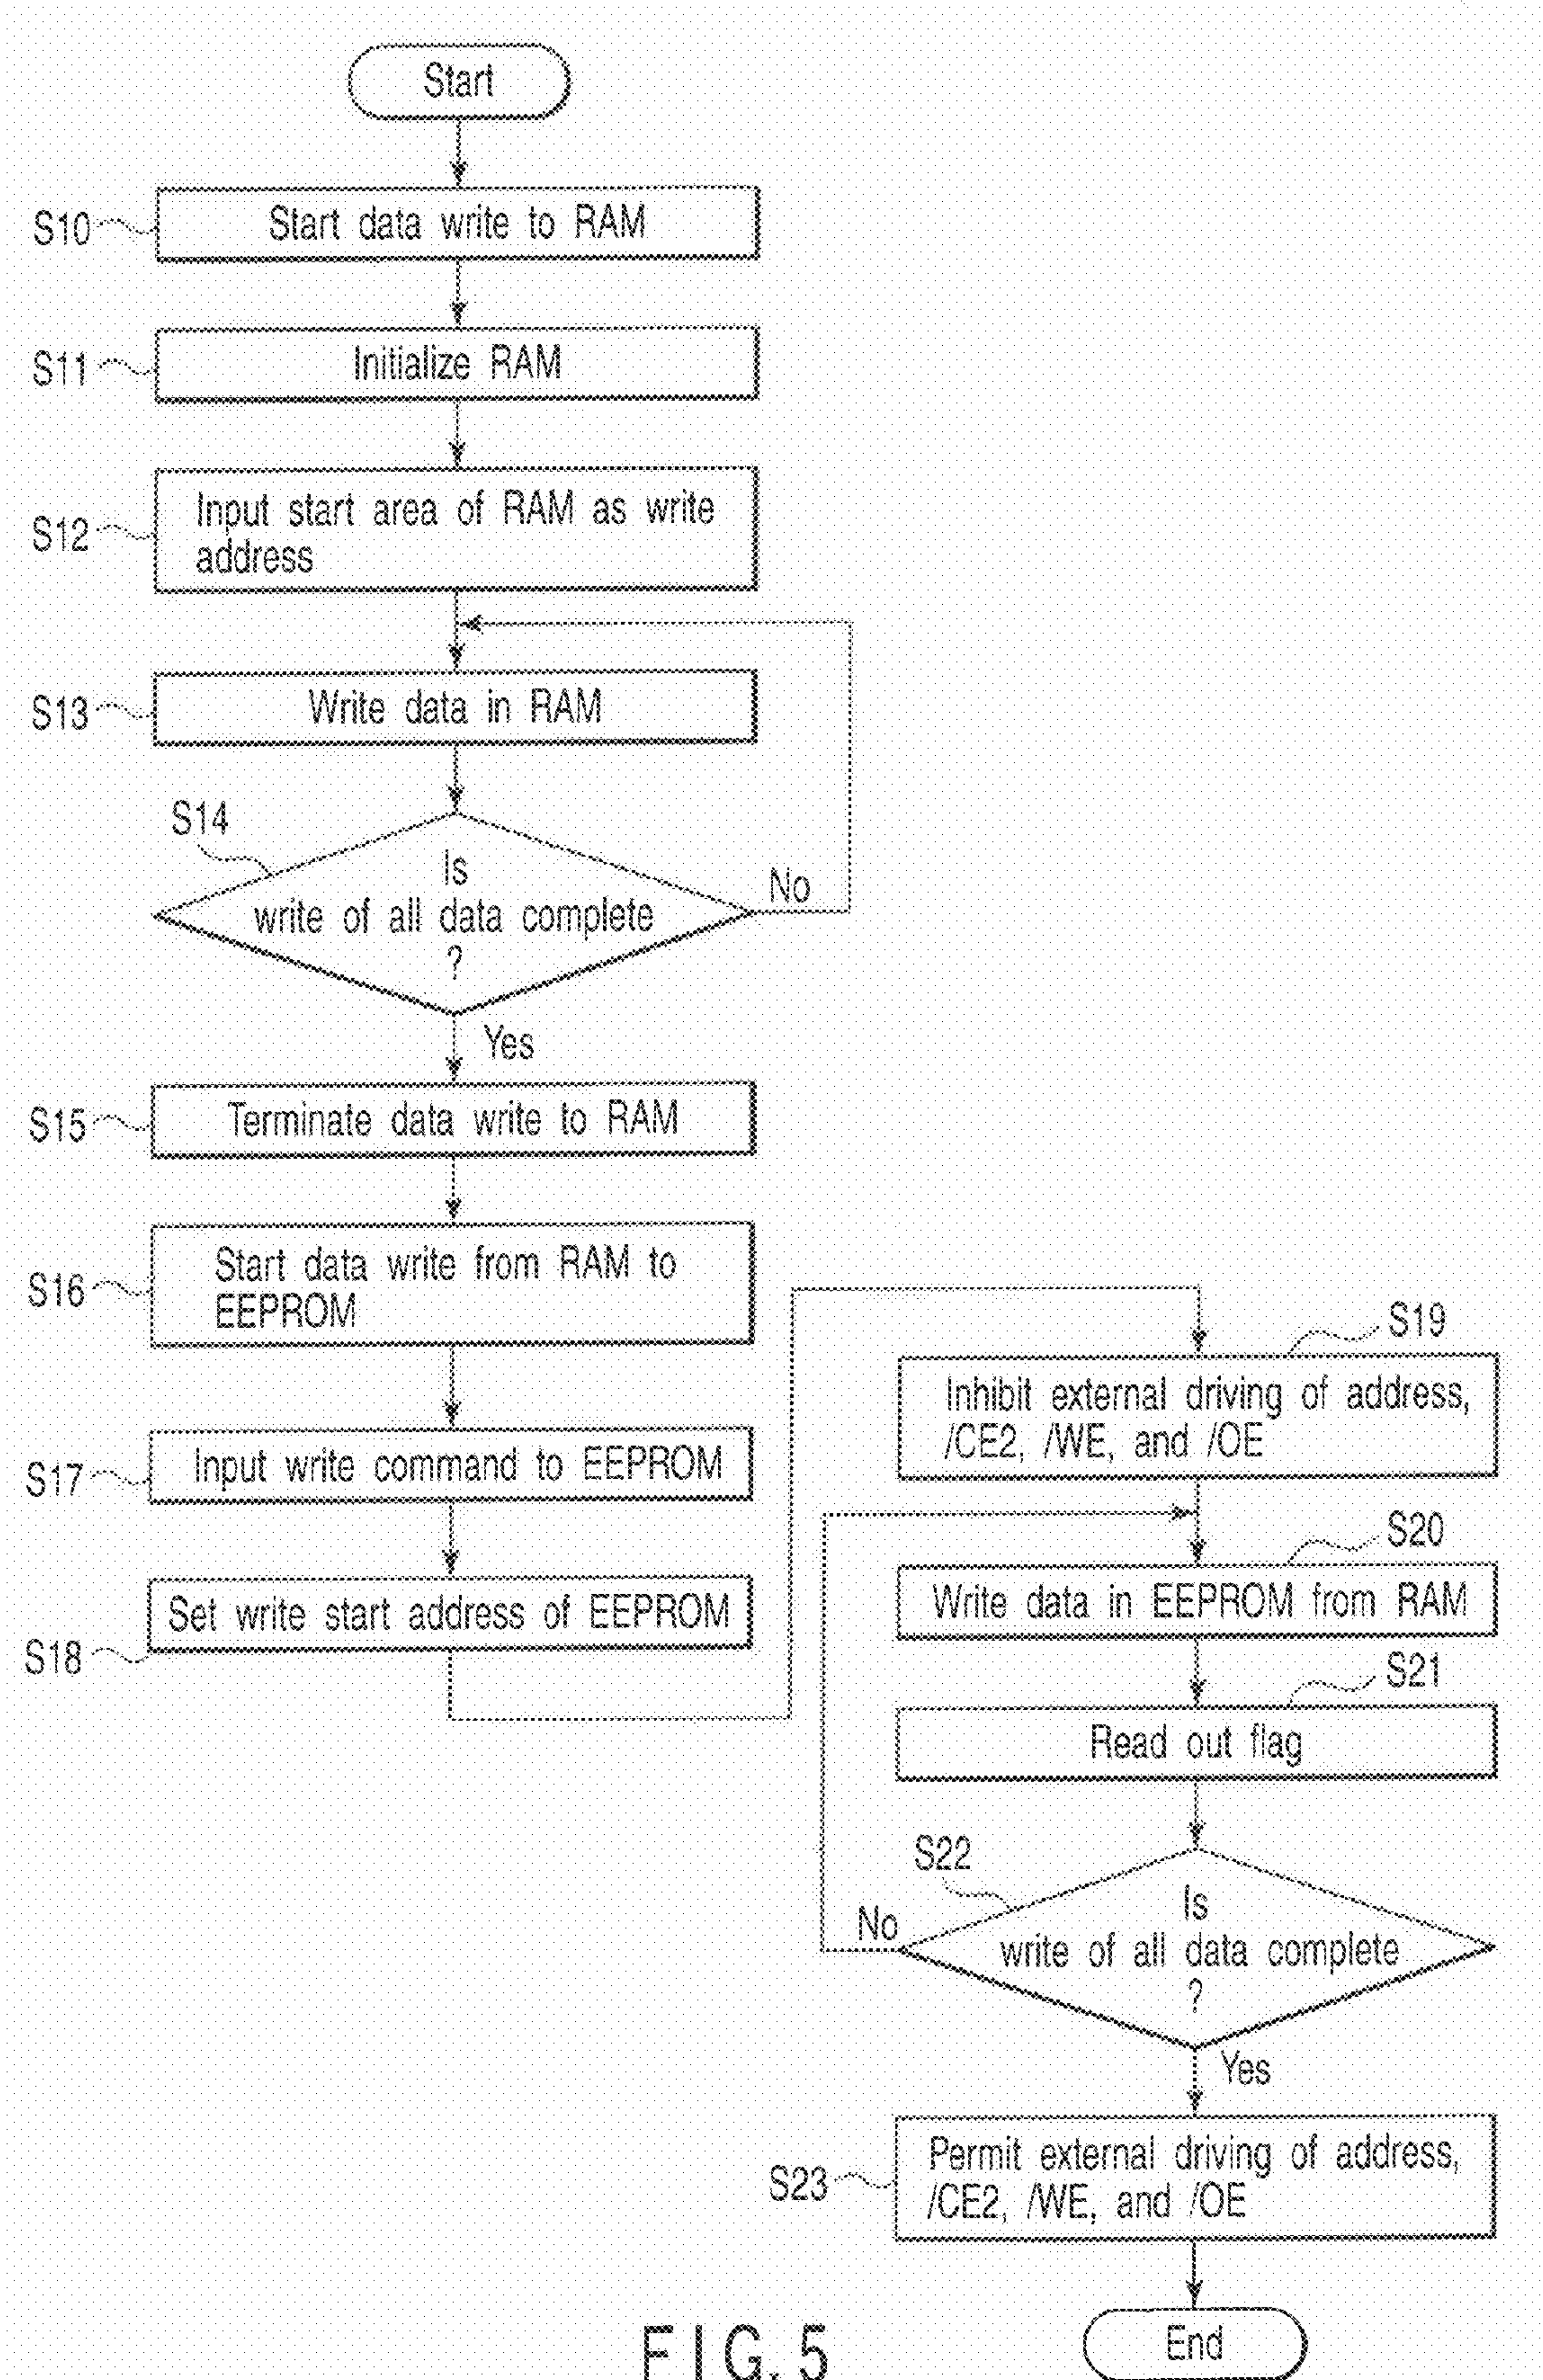 Start
S10
Start data write to RAM
S11
Initialize RAM
S12
Input start area of RAM as write
address
S13
Write data in RAM
S14
Is
write of all data complete
?
No
Yes
S15
Terminate data write to RAM
S16
Start data write from RAM to
EEPROM
S17
Input write command to EEPROM
S18
Set write start address of EEPROM
S19
Inhibit external driving of address,
/CE2, /WE, and /OE
S20
Write data in EEPROM from RAM
S21
Read out flag
S22
Is
write of all data complete
?
No
Yes
S23
Permit external driving of address,
/CE2, /WE, and /OE
End
FIG. 5